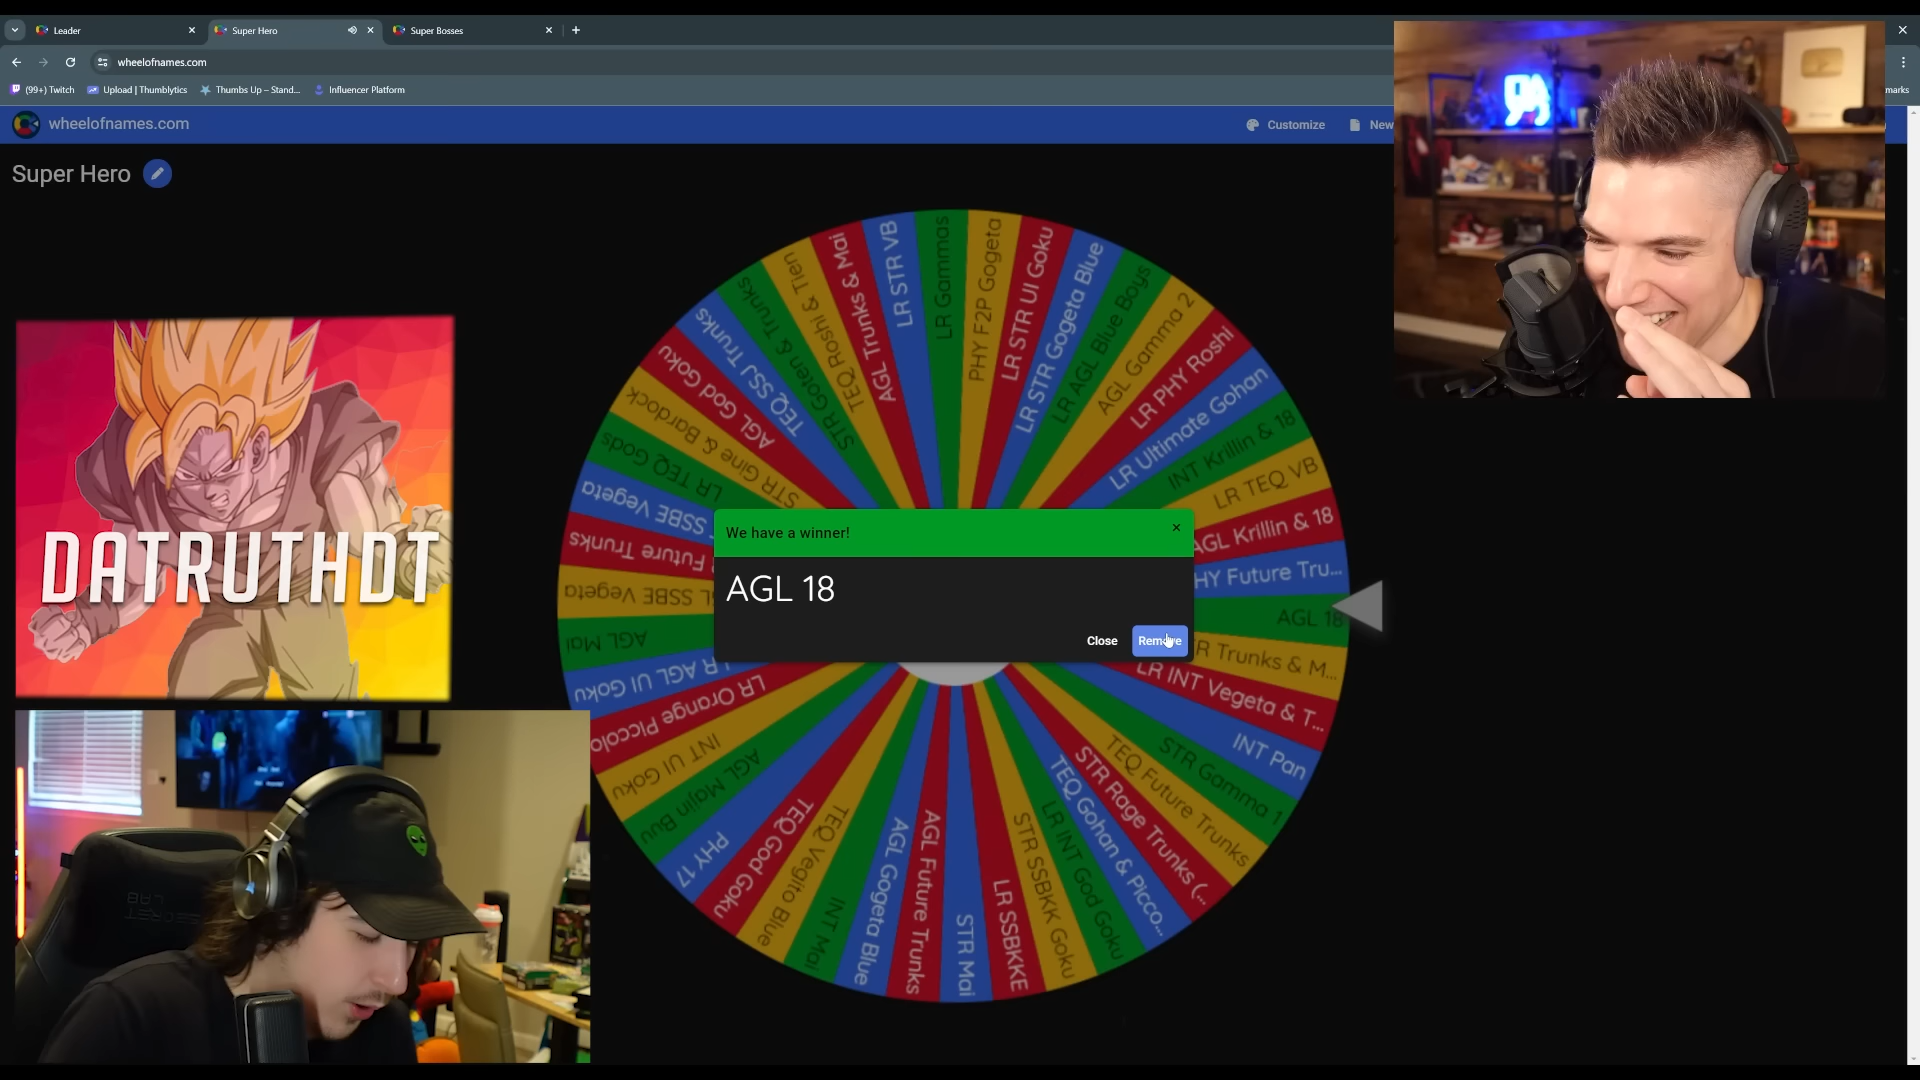 Leader
Super Hero
Super Bosses
wheelofnames.com
(99+) Twitch
Upload | Thumblytics
Thumbs Up – Stand...
Influencer Platform
marks
wheelofnames.com
Customize
New
Super Hero
LR Gammas
PHY F2P Gogeta
LR STR UI Goku
LR STR Gogeta Blue
LR AGL Blue Boys
AGL Gamma 2
LR PHY Roshi
LR Ultimate Gohan
INT Krillin & 18
LR TEQ VB
AGL Krillin & 18
HY Future Tru...
AGL 18
R Trunks & M...
LR INT Vegeta & T...
INT Pan
STR Gamma 1
TEQ Future Trunks
STR Rage Trunks (...
TEQ Gohan & Picco...
LR INT God Goku
STR SSBKK Goku
LR SSBKKE
STR Mai
AGL Future Trunks
AGL Gogeta Blue
INT Mai
TEQ Vegito Blue
TEQ God Goku
PHY 17
AGL Majin Buu
INT UI Goku
LR Orange Piccolo
R AGL UI Goku
AGL Mai
L SSBE Vegeta
Future Trunks
SSBE Vegeta
LR TEQ Gods
STR Gine & Bardock
AGL God Goku
TEQ SSJ Trunks
STR Goten & Trunks
TEQ Roshi & Tien
AGL Trunks & Mai
LR STR VB
We have a winner!
AGL 18
Close
DATRUTHDT
SECRET
LAB